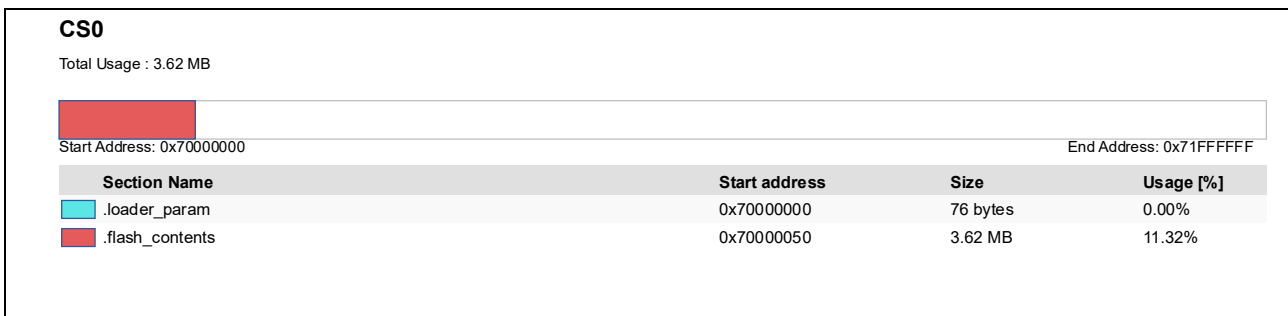 CS0
Total Usage : 3.62 MB
Start Address: 0x70000000 End Address: 0x71FFFFFF
Section Name Start address Size Usage [%]
.loader_param 0x70000000 76 bytes 0.00%
.flash_contents 0x70000050 3.62 MB 11.32%